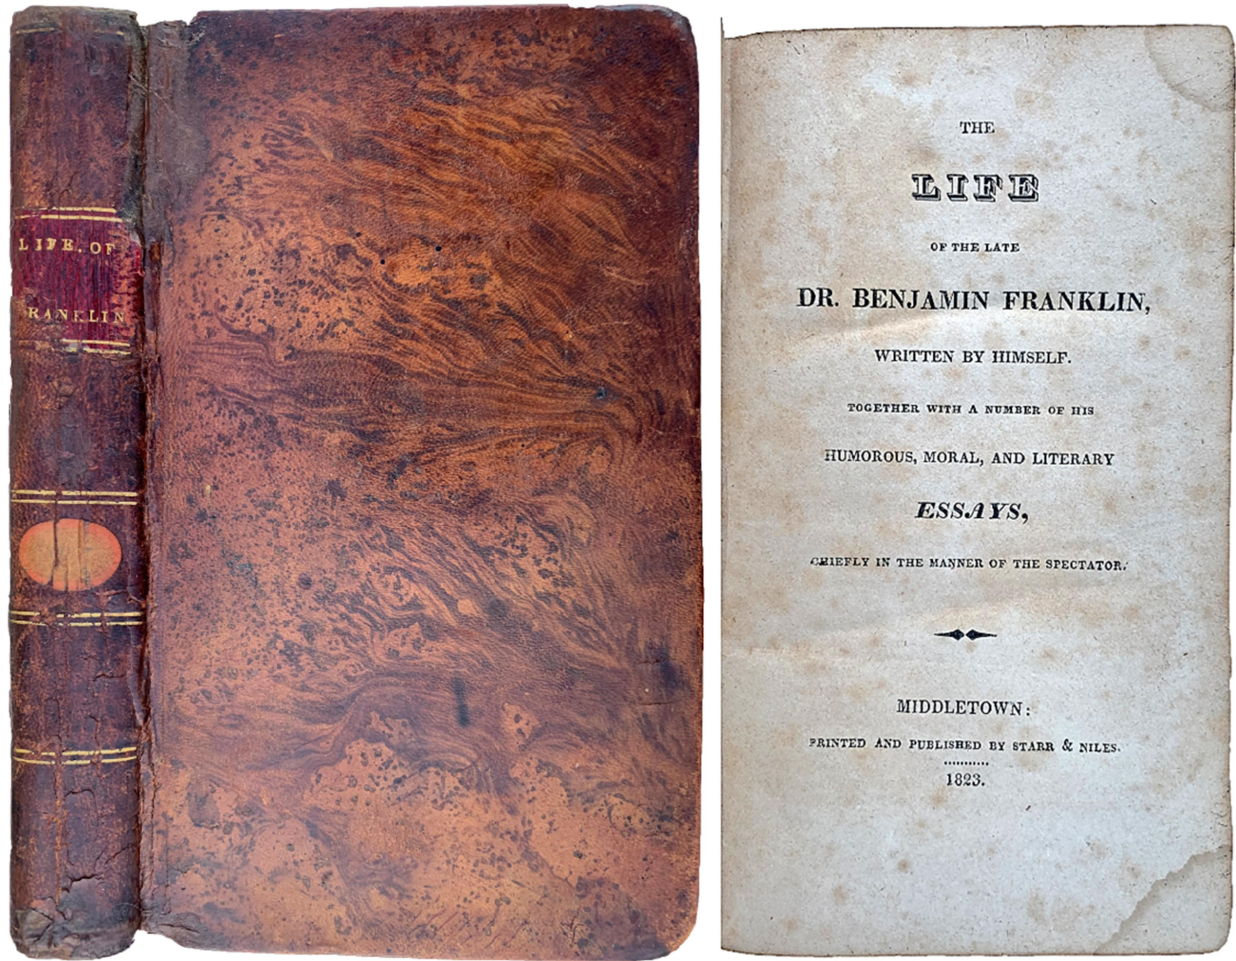 LIFE. OF
RANKLIN
THE
LIFE
OF THE LATE
DR. BENJAMIN FRANKLIN,
WRITTEN BY HIMSELF.
TOGETHER WITH A NUMBER OF HIS
HUMOROUS, MORAL, AND LITERARY
ESSAYS,
CHIEFLY IN THE MANNER OF THE SPECTATOR.
MIDDLETOWN:
PRINTED AND PUBLISHED BY STARR & NILES.
1823.